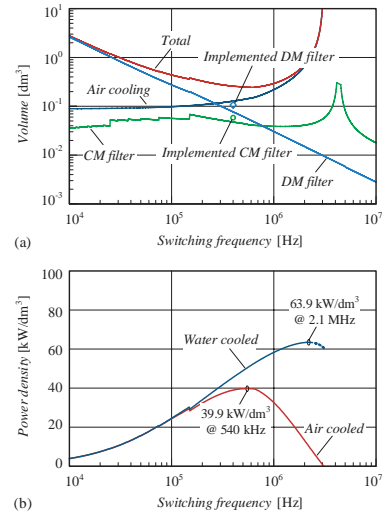 Volume [dm³]
10¹
10⁰
10⁻¹
10⁻²
10⁻³
Total
Implemented DM filter
Air cooling
CM filter
Implemented CM filter
DM filter
10⁴ 10⁵ 10⁶ 10⁷
(a) Switching frequency [Hz]
Power density [kW/dm³]
100
80
60
40
20
0
63.9 kW/dm³
@ 2.1 MHz
Water cooled
39.9 kW/dm³
@ 540 kHz
Air cooled
10⁴ 10⁵ 10⁶ 10⁷
(b) Switching frequency [Hz]